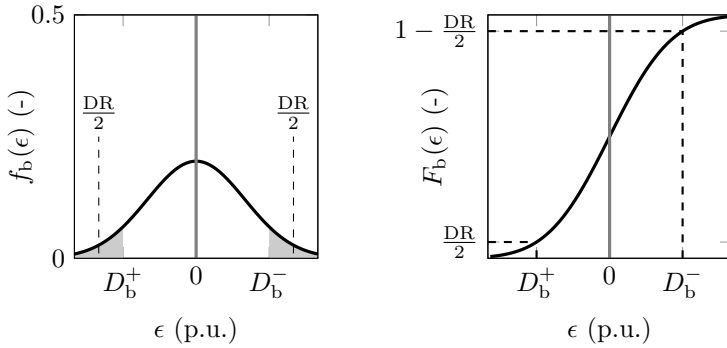 0.5
f_b(ϵ) (-)
DR/2
DR/2
0
D_b^+
0
D_b^-
ϵ (p.u.)
1 − DR/2
F_b(ϵ) (-)
DR/2
D_b^+
0
D_b^-
ϵ (p.u.)